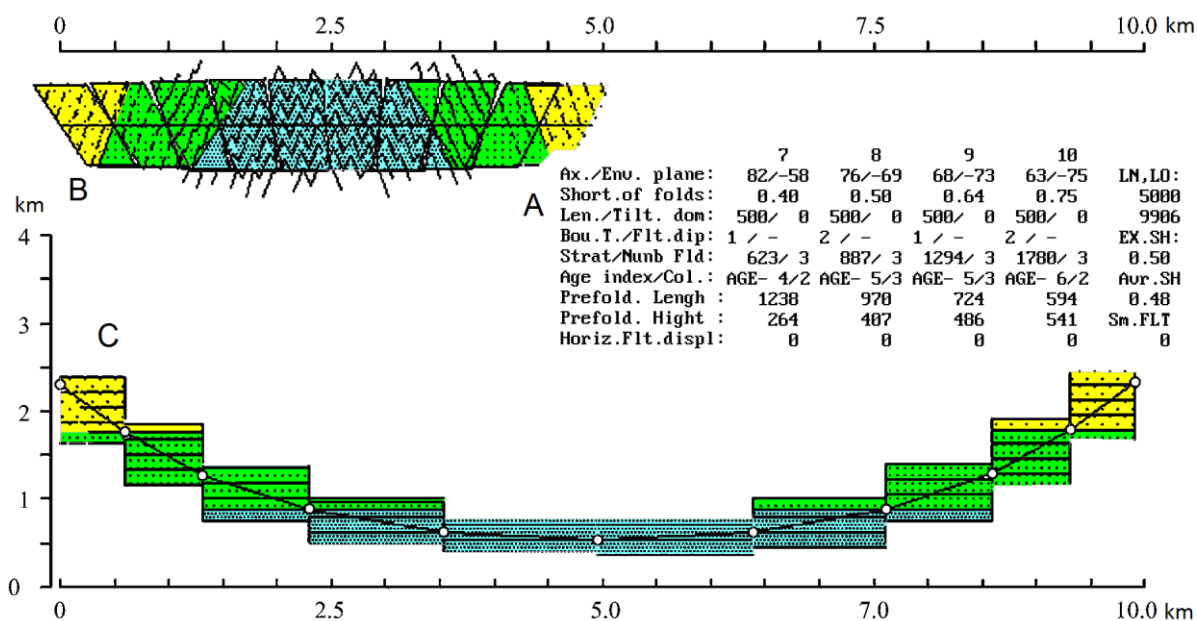 0 2.5 5.0 7.5 10.0 km
B
A
7 8 9 10
Ax./Env. plane: 82/-58 76/-69 68/-73 63/-75 LN,LO:
Short.of folds: 0.40 0.50 0.64 0.75 5000
Len./Tilt. dom: 500/ 0 500/ 0 500/ 0 500/ 0 9906
Bou.T./Flt.dip: 1 / - 2 / - 1 / - 2 / - EX.SH:
Strat/Nunb Fld: 623/ 3 887/ 3 1294/ 3 1780/ 3 0.50
Age index/Col.: AGE- 4/2 AGE- 5/3 AGE- 5/3 AGE- 6/2 Aur.SH
Prefold. Lengh : 1238 970 724 594 0.48
Prefold. Hight : 264 407 486 541 Sm.FLT
Horiz.Flt.displ: 0 0 0 0 0
km
4
3
C
2
1
0
0 2.5 5.0 7.0 10.0 km